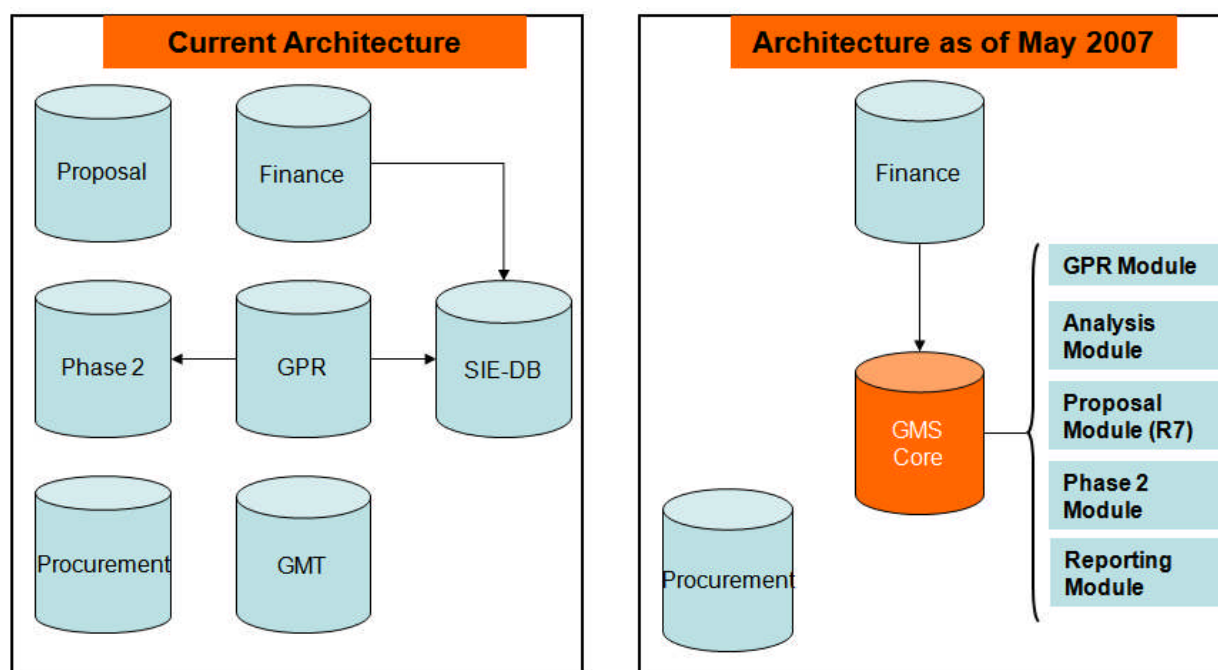 Current Architecture
Proposal
Finance
Phase 2
GPR
SIE-DB
Procurement
GMT
Architecture as of May 2007
Finance
GMS
Core
Procurement
GPR Module
Analysis
Module
Proposal
Module (R7)
Phase 2
Module
Reporting
Module